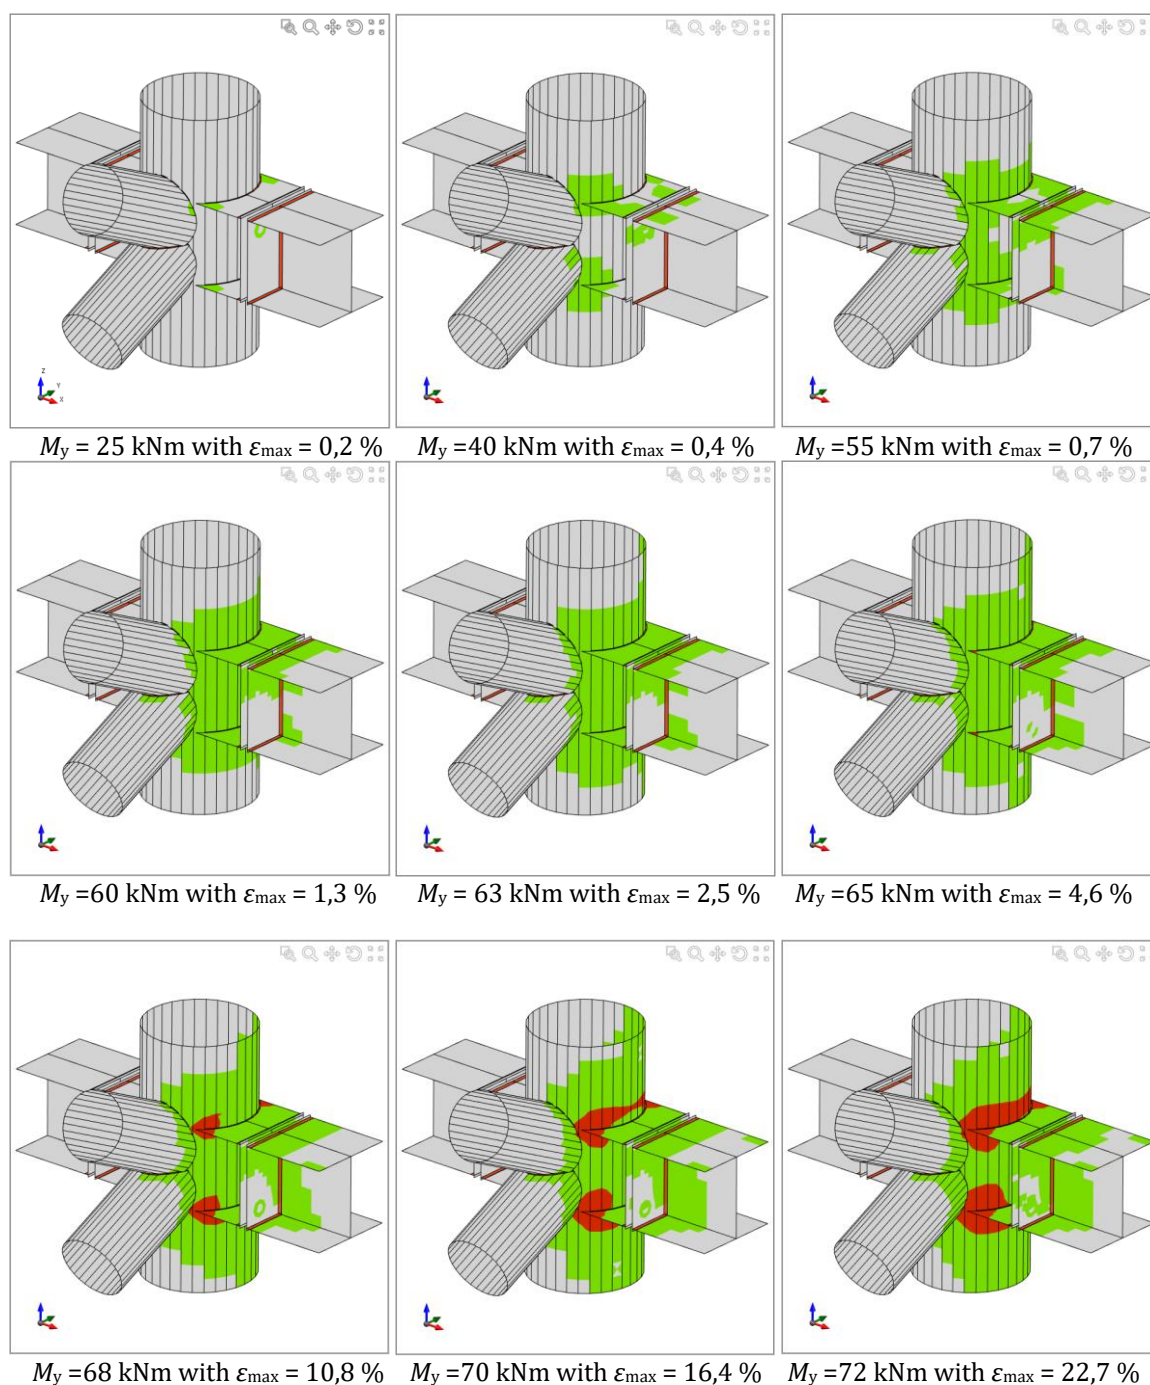 Z
Y
X
My = 25 kNm with εmax = 0,2 % My =40 kNm with εmax = 0,4 % My =55 kNm with εmax = 0,7 %
My =60 kNm with εmax = 1,3 % My = 63 kNm with εmax = 2,5 % My =65 kNm with εmax = 4,6 %
My =68 kNm with εmax = 10,8 % My =70 kNm with εmax = 16,4 % My =72 kNm with εmax = 22,7 %